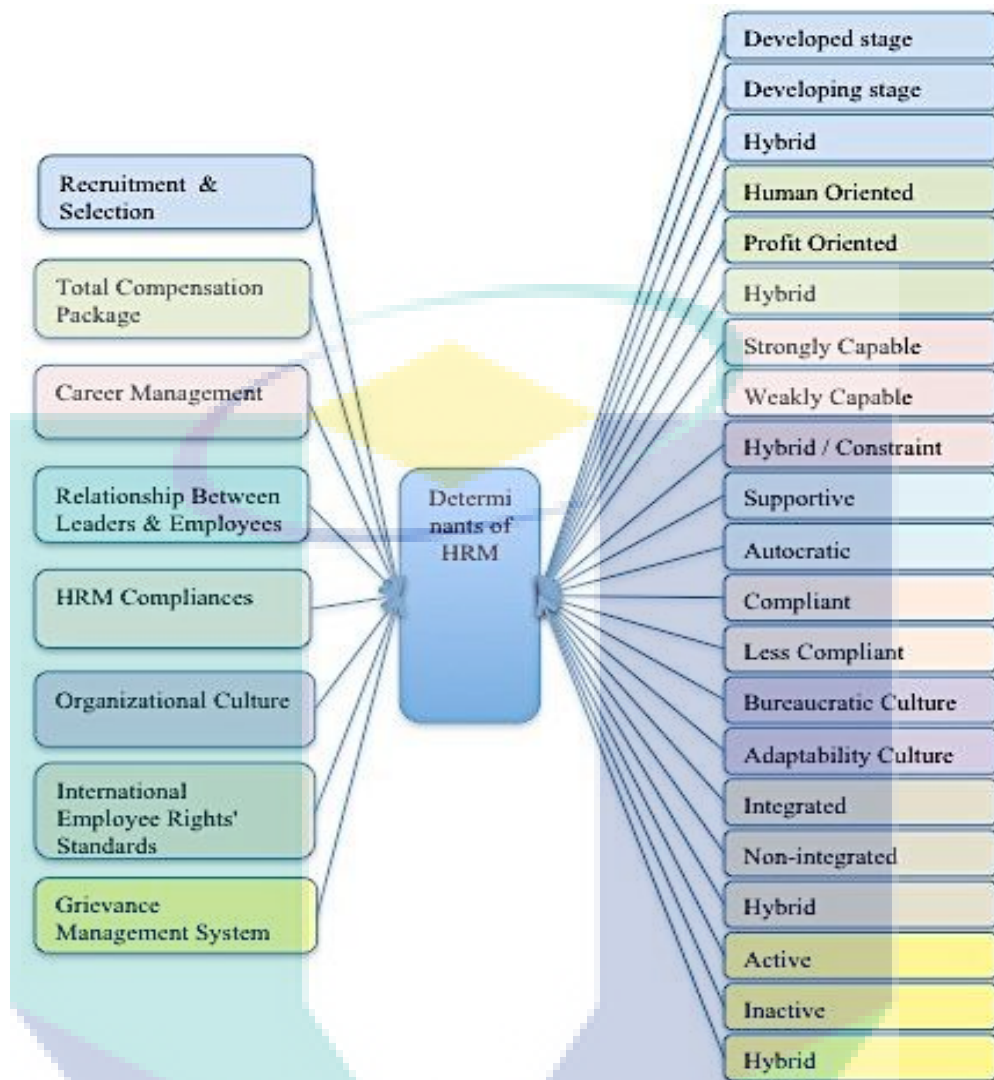 Recruitment &
Selection
Total Compensation
Package
Career Management
Relationship Between
Leaders & Employees
HRM Compliances
Organizational Culture
International
Employee Rights'
Standards
Grievance
Management System
Determi
nants of
HRM
Developed stage
Developing stage
Hybrid
Human Oriented
Profit Oriented
Hybrid
Strongly Capable
Weakly Capable
Hybrid / Constraint
Supportive
Autocratic
Compliant
Less Compliant
Bureaucratic Culture
Adaptability Culture
Integrated
Non-integrated
Hybrid
Active
Inactive
Hybrid